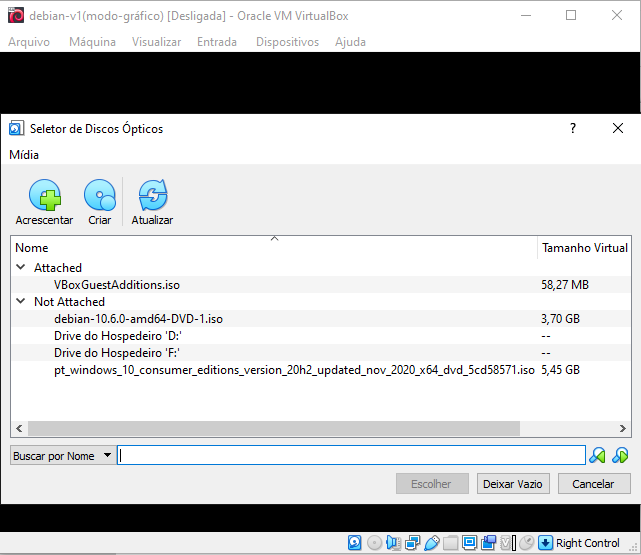 debian-v1(modo-gráfico) [Desligada] - Oracle VM VirtualBox
Arquivo Máquina Visualizar Entrada Dispositivos Ajuda
Seletor de Discos Ópticos
Mídia
Acrescentar Criar Atualizar
Nome Tamanho Virtual
Attached
VBoxGuestAdditions.iso 58,27 MB
Not Attached
debian-10.6.0-amd64-DVD-1.iso 3,70 GB
Drive do Hospedeiro 'D:' --
Drive do Hospedeiro 'F:' --
pt_windows_10_consumer_editions_version_20h2_updated_nov_2020_x64_dvd_5cd58571.iso 5,45 GB
Buscar por Nome
Escolher Deixar Vazio Cancelar
Right Control